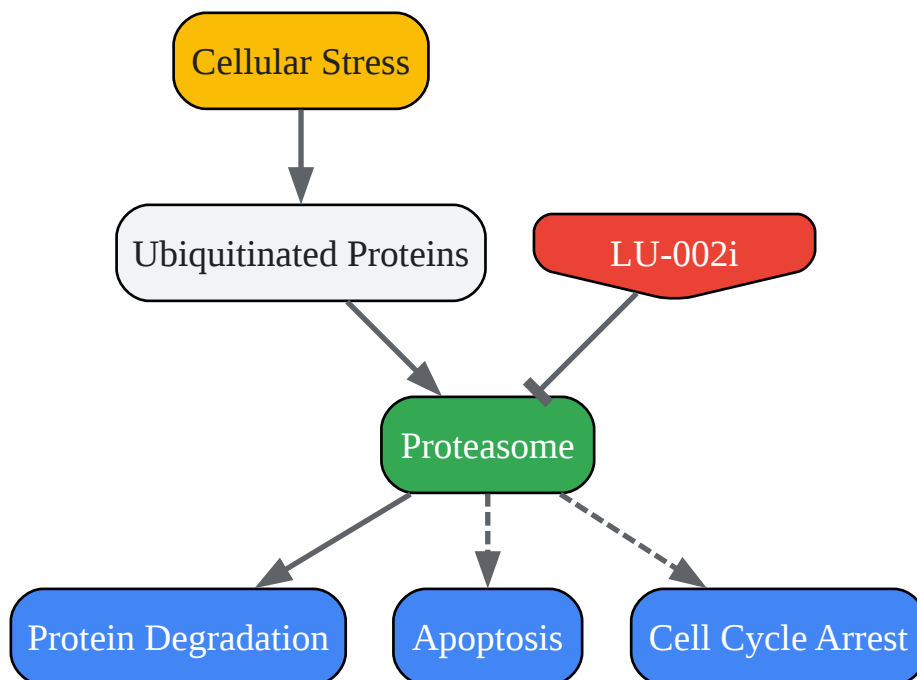 Cellular Stress
Ubiquitinated Proteins
LU-002i
Proteasome
Protein Degradation
Apoptosis
Cell Cycle Arrest